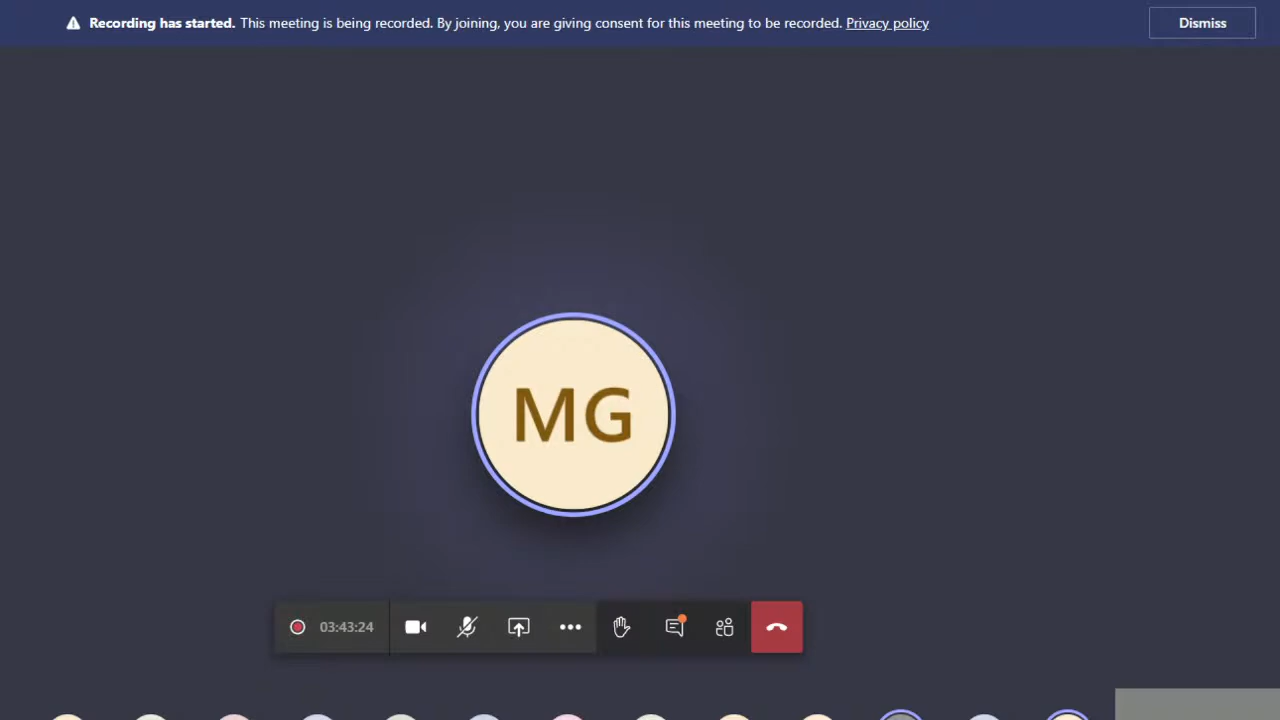 Recording has started. This meeting is being recorded. By joining, you are giving consent for this meeting to be recorded. Privacy policy
Dismiss
MG
03:43:24